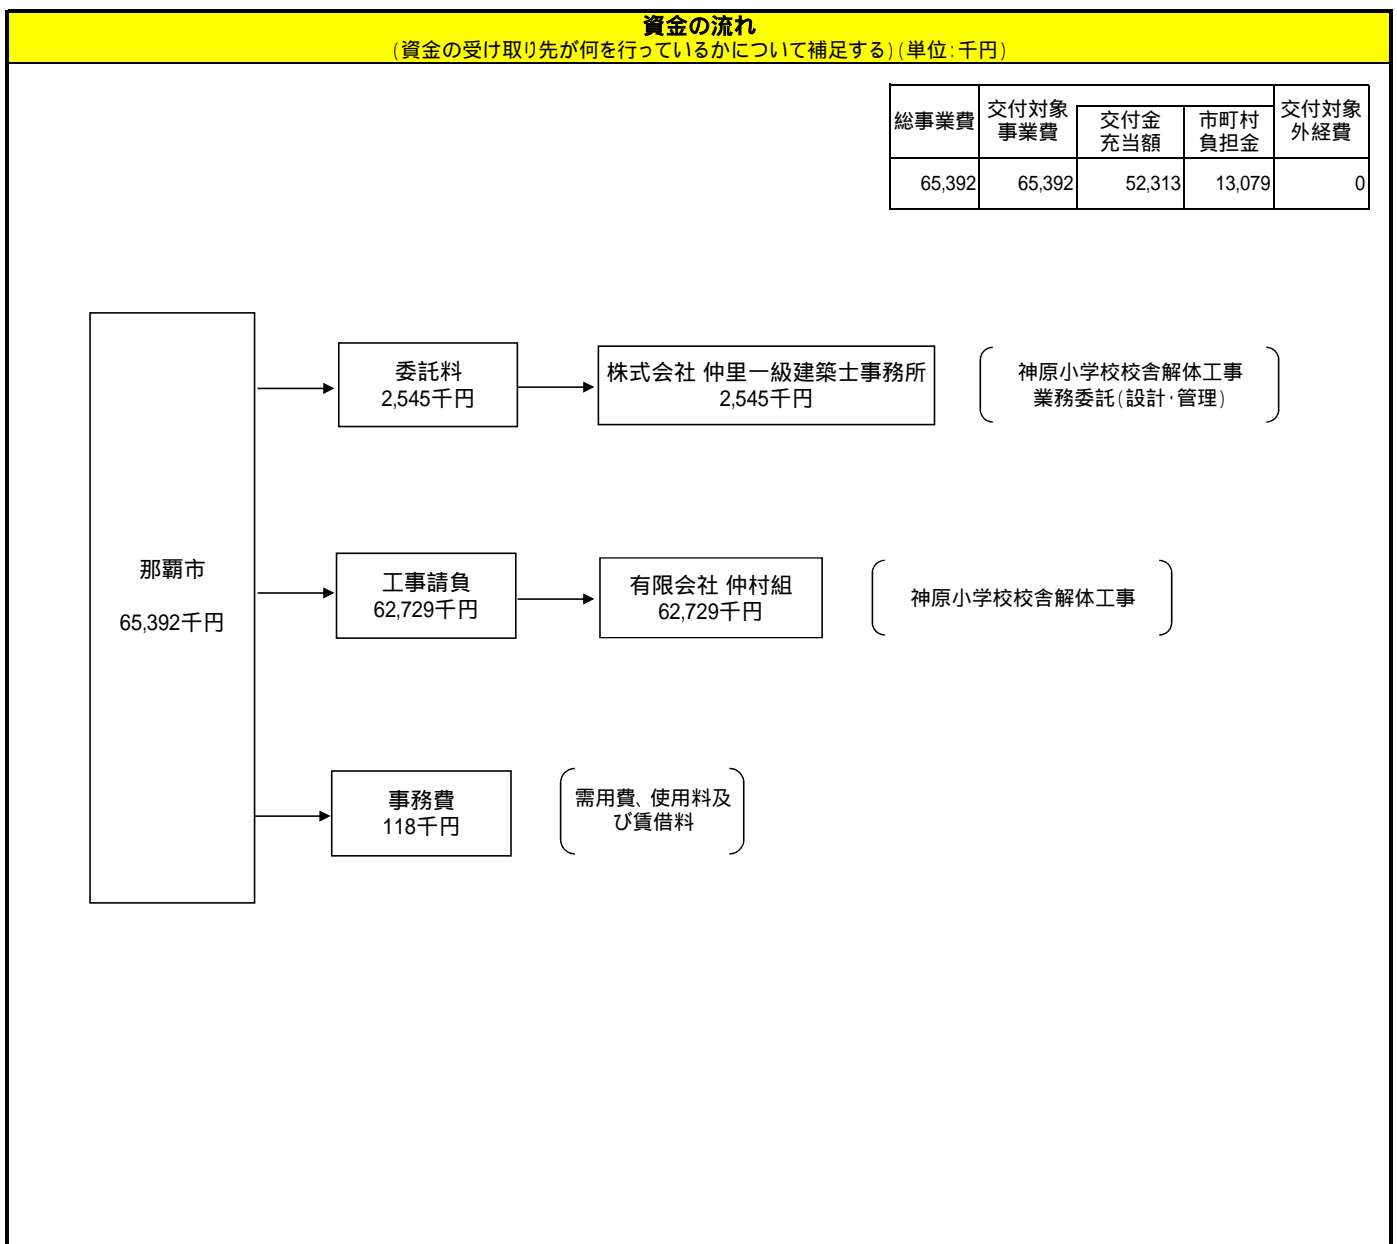 資金の流れ
(資金の受け取り先が何を行っているかについて補足する)(単位:千円)
総事業費
交付対象
事業費
交付金
充当額
市町村
負担金
交付対象
外経費
65,392 65,392 52,313 13,079 0
委託料
2,545千円
株式会社 仲里一級建築士事務所
2,545千円
神原小学校校舎解体工事
業務委託(設計・管理)
那覇市
65,392千円
工事請負
62,729千円
有限会社 仲村組
62,729千円
神原小学校校舎解体工事
事務費
118千円
需用費、使用料及
び賃借料